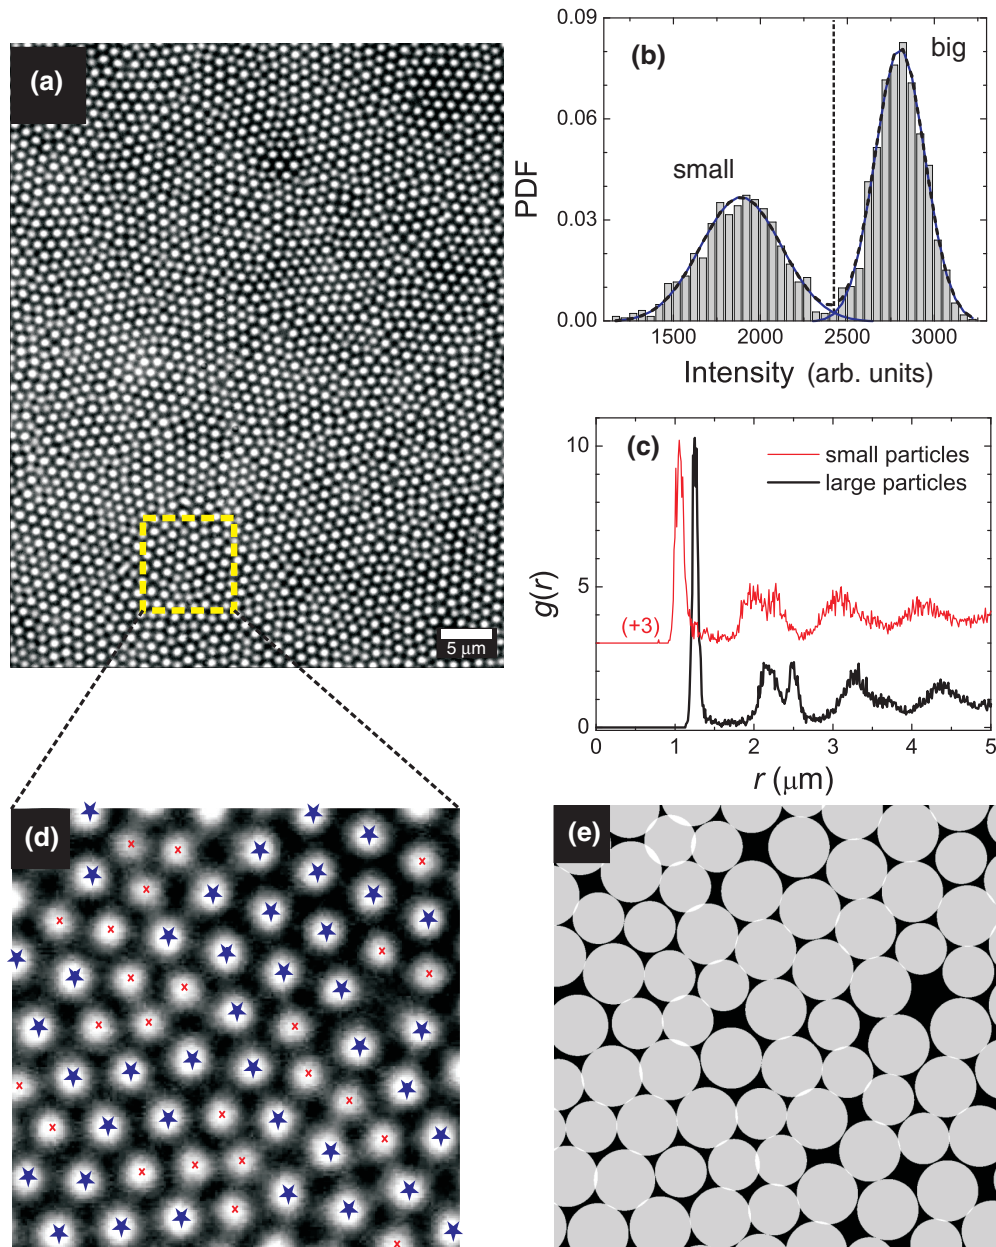 (a)
5 μm
(b)
big
small
PDF
0.09
0.06
0.03
0.00
1500 2000 2500 3000
Intensity (arb. units)
(c)
small particles
large particles
g(r)
10
5
0
(+3)
0 1 2 3 4 5
r (μm)
(d)
(e)